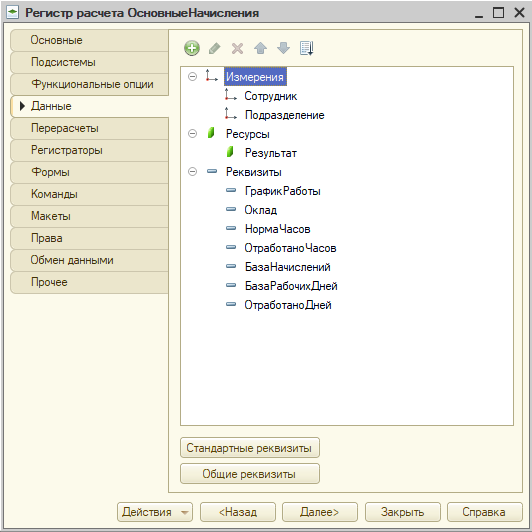 Регистр расчета ОсновныеНачисления
Основные
Подсистемы
Функциональные опции
Данные
Перерасчеты
Регистраторы
Формы
Команды
Макеты
Права
Обмен данными
Прочее
Измерения
Сотрудник
Подразделение
Ресурсы
Результат
Реквизиты
ГрафикРаботы
Оклад
НормаЧасов
ОтработаноЧасов
БазаНачислений
БазаРабочихДней
ОтработаноДней
Стандартные реквизиты
Общие реквизиты
Действия
<Назад
Далее>
Закрыть
Справка